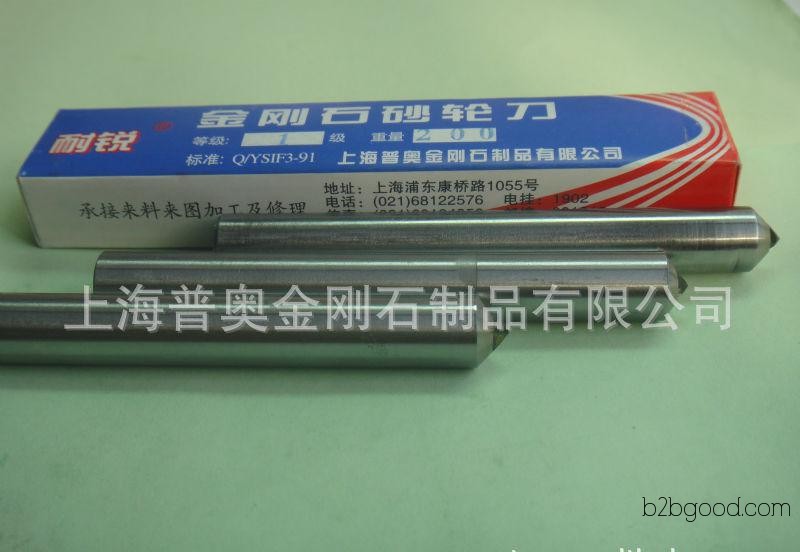 耐锐 ®
金刚石砂轮刀
等级: 1 级 重量 200
标准: Q/YSIF3-91 上海普奥金刚石制品有限公司
承接来料来图加工及修理
地址: 上海浦东康桥路1055号
电话: (021)68122576 电挂: 1902
上海普奥金刚石制品有限公司
b2bgood.com